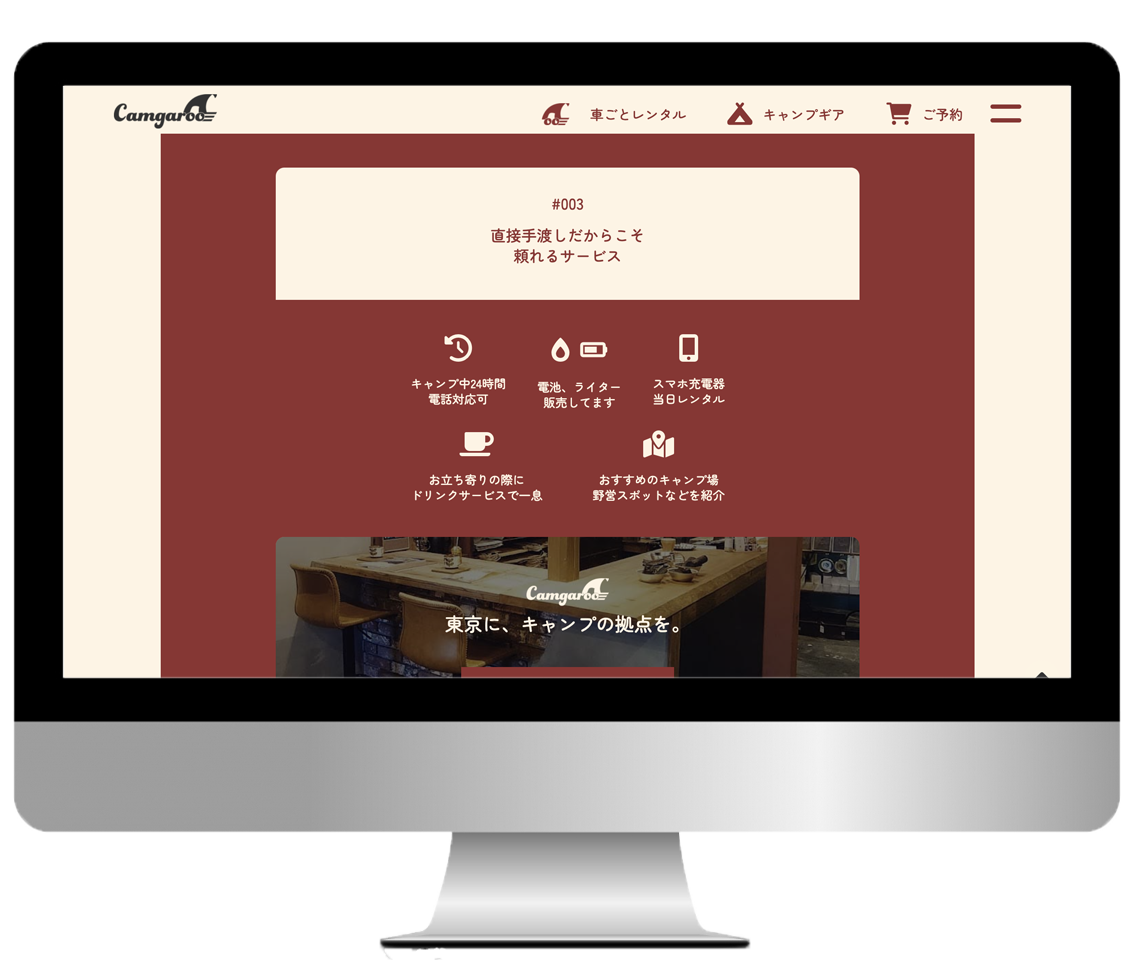 Camgaroo
車ごとレンタル
キャンプギア
ご予約
#003
直接手渡しだからこそ
頼れるサービス
キャンプ中24時間
電話対応可
電池、ライター
販売してます
スマホ充電器
当日レンタル
お立ち寄りの際に
ドリンクサービスで一息
おすすめのキャンプ場
野営スポットなどを紹介
Camgaroo
東京に、キャンプの拠点を。